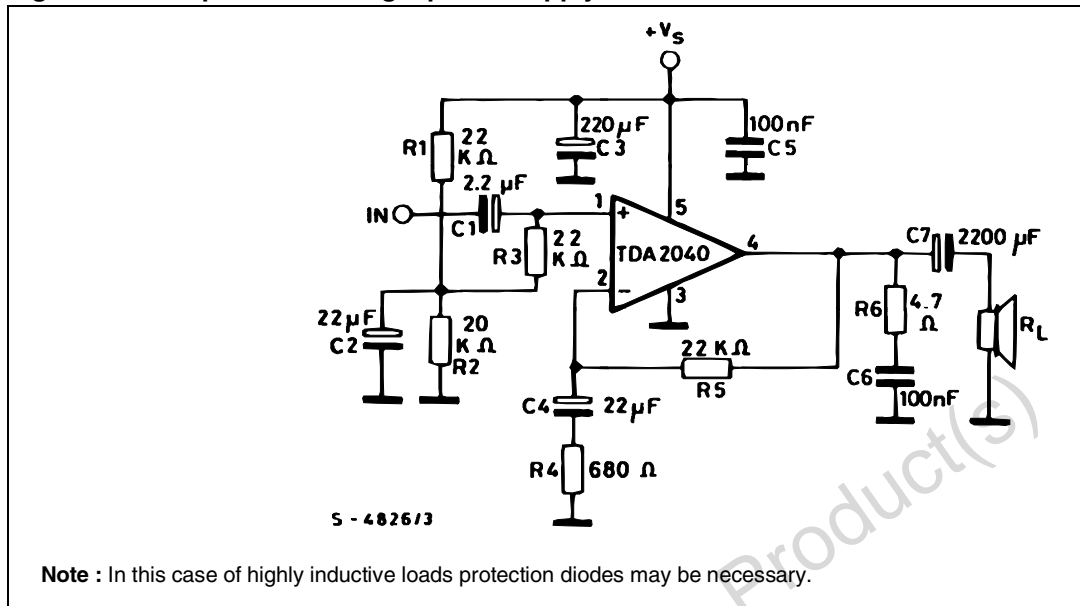 +VS
R1
22
KΩ
220µF
C3
100nF
C5
2.2 µF
IN
C1
R3
22
KΩ
1
+
TDA2040
2
−
5
4
3
C7
2200 µF
22µF
C2
20
KΩ
R2
22 KΩ
R5
R6
4.7
Ω
RL
C6
100nF
C4
22µF
R4
680 Ω
S - 4826/3
Product(s)
Note : In this case of highly inductive loads protection diodes may be necessary.